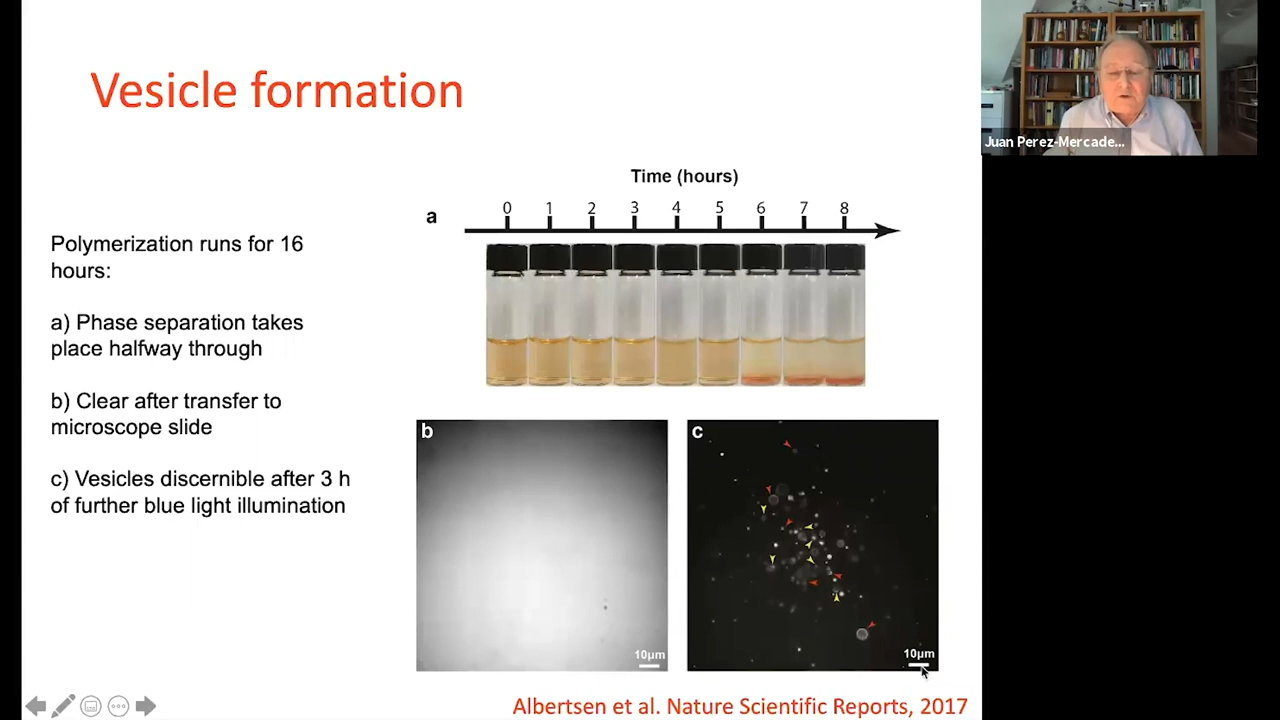 Vesicle formation
Juan Perez-Mercade...
Time (hours)
a
0 1 2 3 4 5 6 7 8
Polymerization runs for 16
hours:
a) Phase separation takes
place halfway through
b) Clear after transfer to
microscope slide
c) Vesicles discernible after 3 h
of further blue light illumination
b
10μm
c
10μm
Albertsen et al. Nature Scientific Reports, 2017